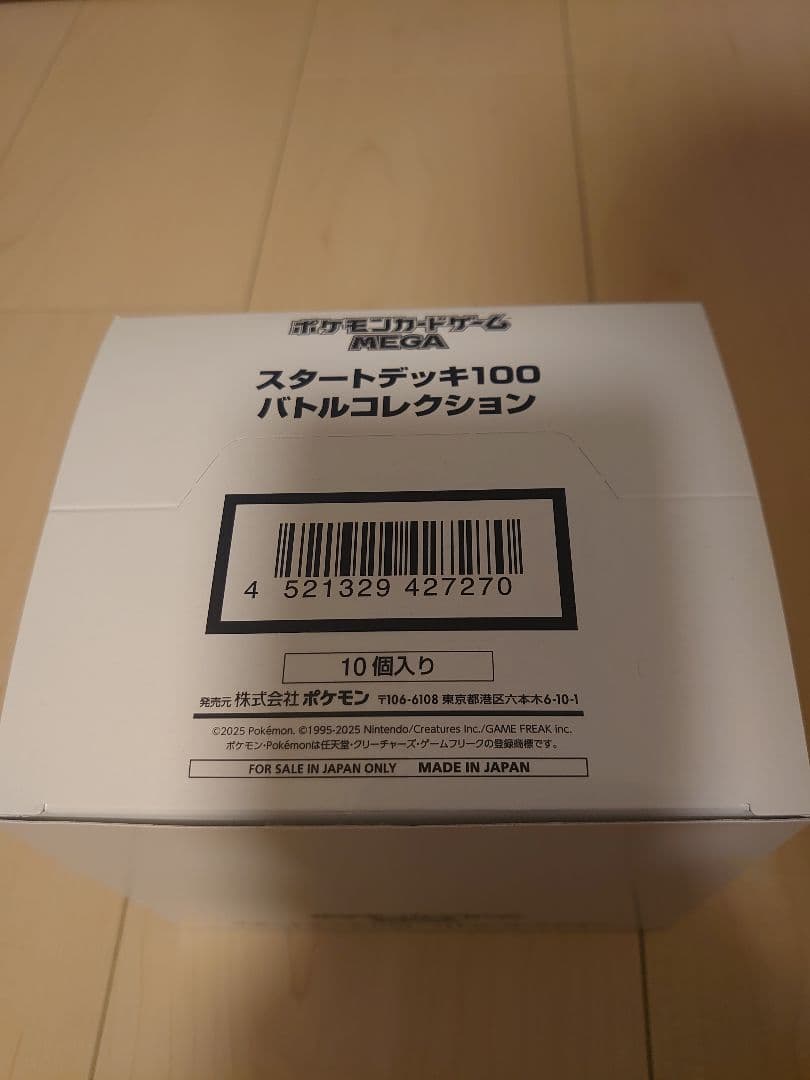 ポケモンカードゲーム
MEGA
スタートデッキ100
バトルコレクション
4 521329 427270
10個入り
発売元 株式会社ポケモン 〒106-6108 東京都港区六本木6-10-1
©2025 Pokémon. ©1995-2025 Nintendo/Creatures Inc./GAME FREAK inc.
ポケモン・Pokémonは任天堂・クリーチャーズ・ゲームフリークの登録商標です。
FOR SALE IN JAPAN ONLY MADE IN JAPAN